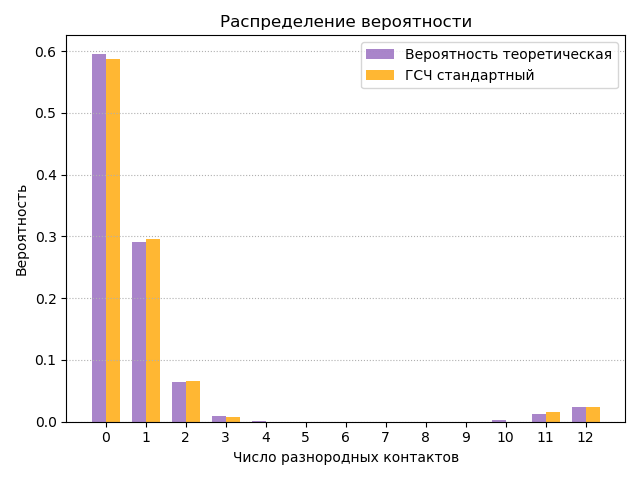 Распределение вероятности
Вероятность теоретическая
ГСЧ стандартный
Вероятность
0.6
0.5
0.4
0.3
0.2
0.1
0.0
0 1 2 3 4 5 6 7 8 9 10 11 12
Число разнородных контактов